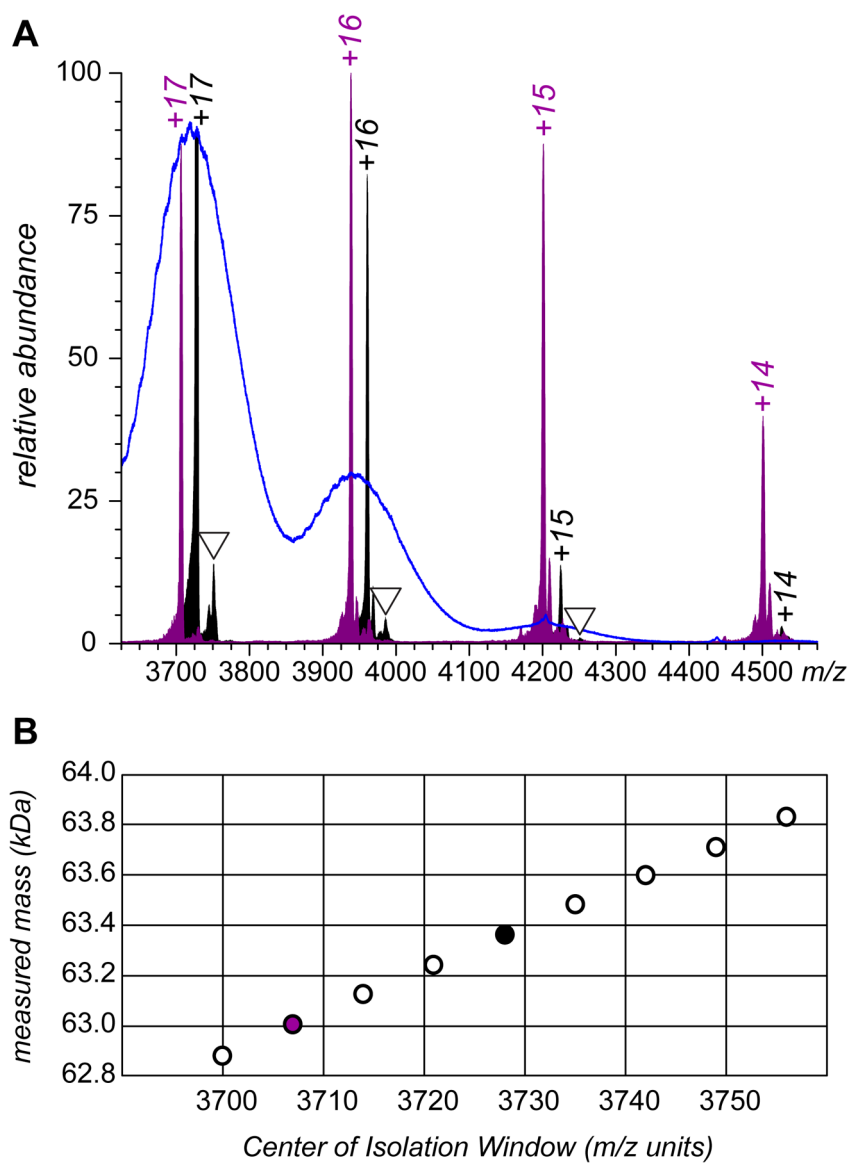 A
+17
+17
+16
+16
+15
+15
+14
+14
100
75
50
25
0
relative abundance
3700 3800 3900 4000 4100 4200 4300 4400 4500 m/z
B
64.0
63.8
63.6
63.4
63.2
63.0
62.8
measured mass (kDa)
3700 3710 3720 3730 3740 3750
Center of Isolation Window (m/z units)